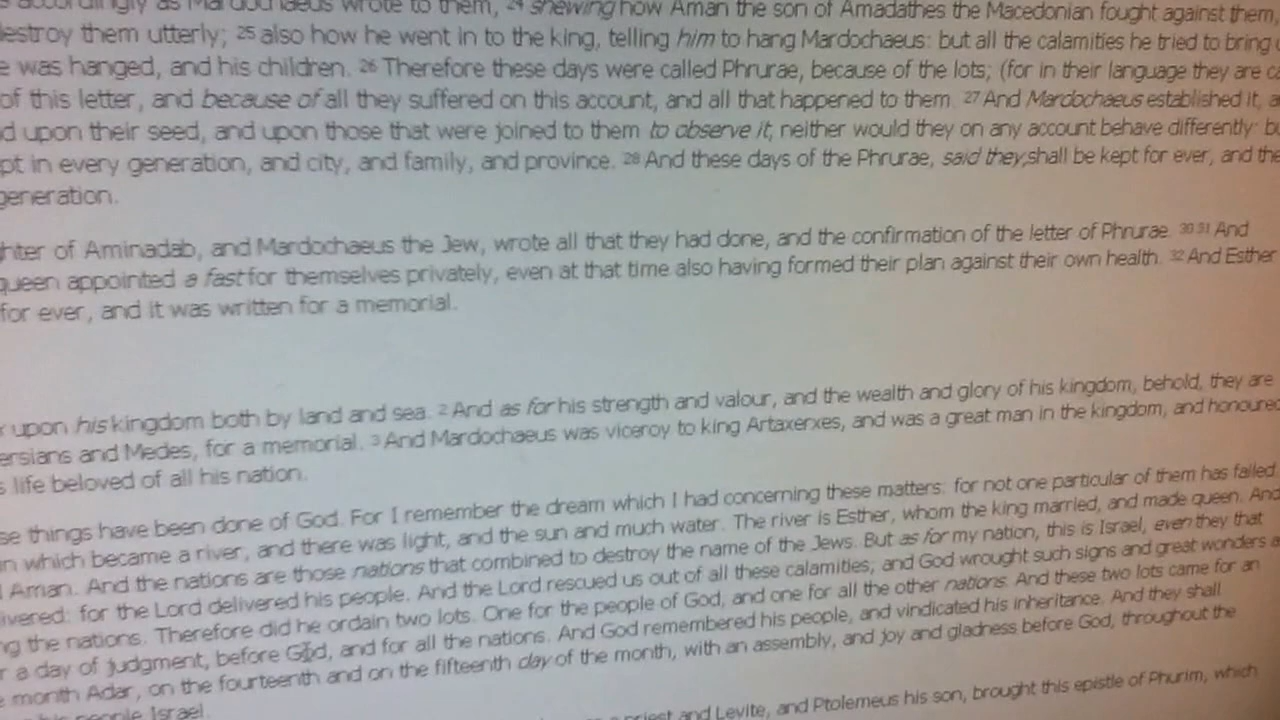 accordingly as Mardochaeus wrote to them, 24 shewing how Aman the son of Amadathes the Macedonian fought against them,
destroy them utterly; 25 also how he went in to the king, telling him to hang Mardochaeus: but all the calamities he tried to bring
was hanged, and his children. 26 Therefore these days were called Phrurae, because of the lots; (for in their language they are
of this letter, and because of all they suffered on this account, and all that happened to them. 27 And Mardochaeus established it,
upon their seed, and upon those that were joined to them to observe it, neither would they on any account behave differently:
in every generation, and city, and family, and province. 28 And these days of the Phrurae, said they, shall be kept for ever, and
generation.
of Aminadab, and Mardochaeus the Jew, wrote all that they had done, and the confirmation of the letter of Phrurae. 30 31 And
queen appointed a fast for themselves privately, even at that time also having formed their plan against their own health. 32 And Esther
for ever, and it was written for a memorial.
upon his kingdom both by land and sea. 2 And as for his strength and valour, and the wealth and glory of his kingdom, behold, they are
ersians and Medes, for a memorial. 3 And Mardochaeus was viceroy to king Artaxerxes, and was a great man in the kingdom, and honoured
life beloved of all his nation.
things have been done of God. For I remember the dream which I had concerning these matters: for not one particular of them has failed.
which became a river, and there was light, and the sun and much water. The river is Esther, whom the king married, and made queen. And
Aman. And the nations are those nations that combined to destroy the name of the Jews. But as for my nation, this is Israel, even they that
ivered: for the Lord delivered his people. And the Lord rescued us out of all these calamities; and God wrought such signs and great wonders
the nations. Therefore did he ordain two lots. One for the people of God, and one for all the other nations. And these two lots came for an
a day of judgment, before God, and for all the nations. And God remembered his people, and vindicated his inheritance. And they shall
month Adar, on the fourteenth and on the fifteenth day of the month, with an assembly, and joy and gladness before God, throughout the
people Israel.
priest and Levite, and Ptolemeus his son, brought this epistle of Phurim, which